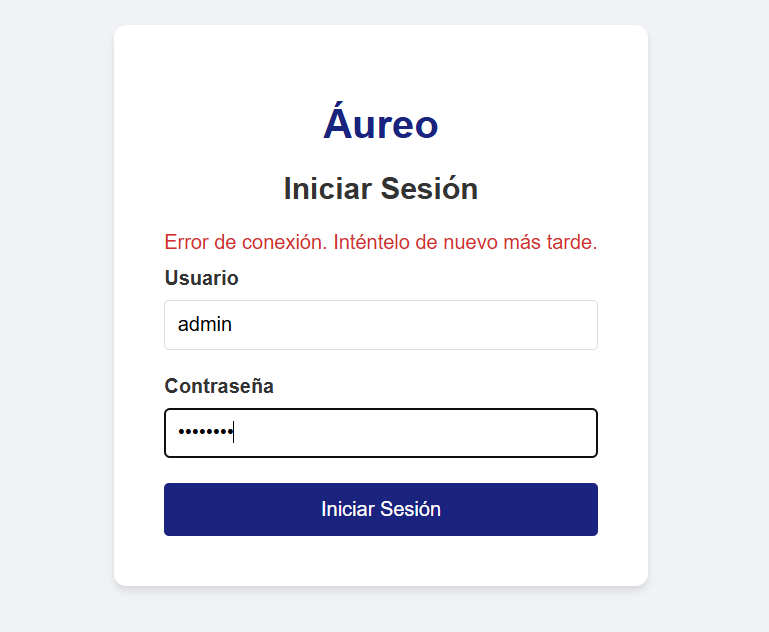 Áureo
Iniciar Sesión
Error de conexión. Inténtelo de nuevo más tarde.
Usuario
admin
Contraseña
••••••••
Iniciar Sesión